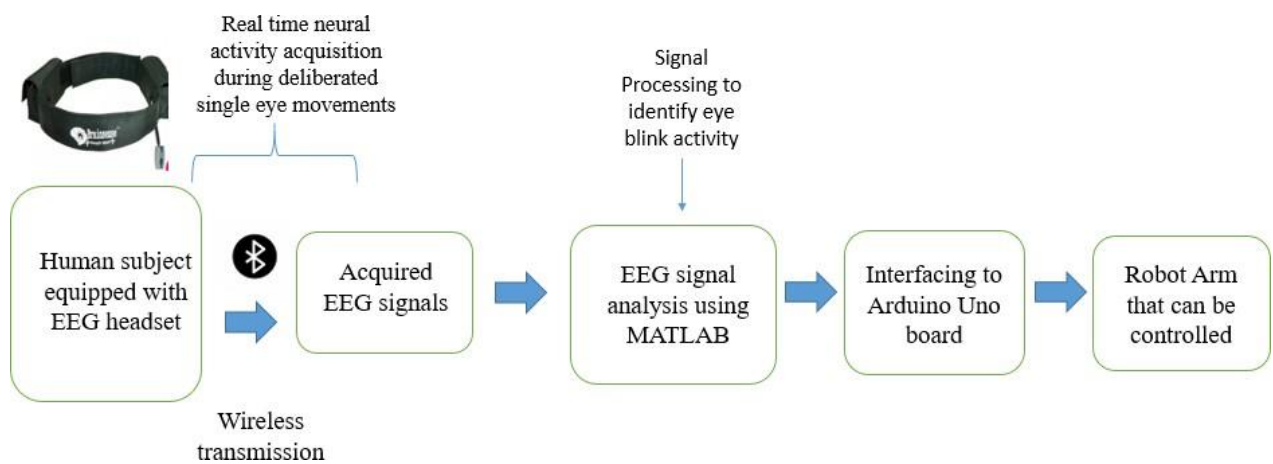 Real time neural
activity acquisition
during deliberated
single eye movements
Signal
Processing to
identify eye
blink activity
Human subject
equipped with
EEG headset
Acquired
EEG signals
EEG signal
analysis using
MATLAB
Interfacing to
Arduino Uno
board
Robot Arm
that can be
controlled
Wireless
transmission